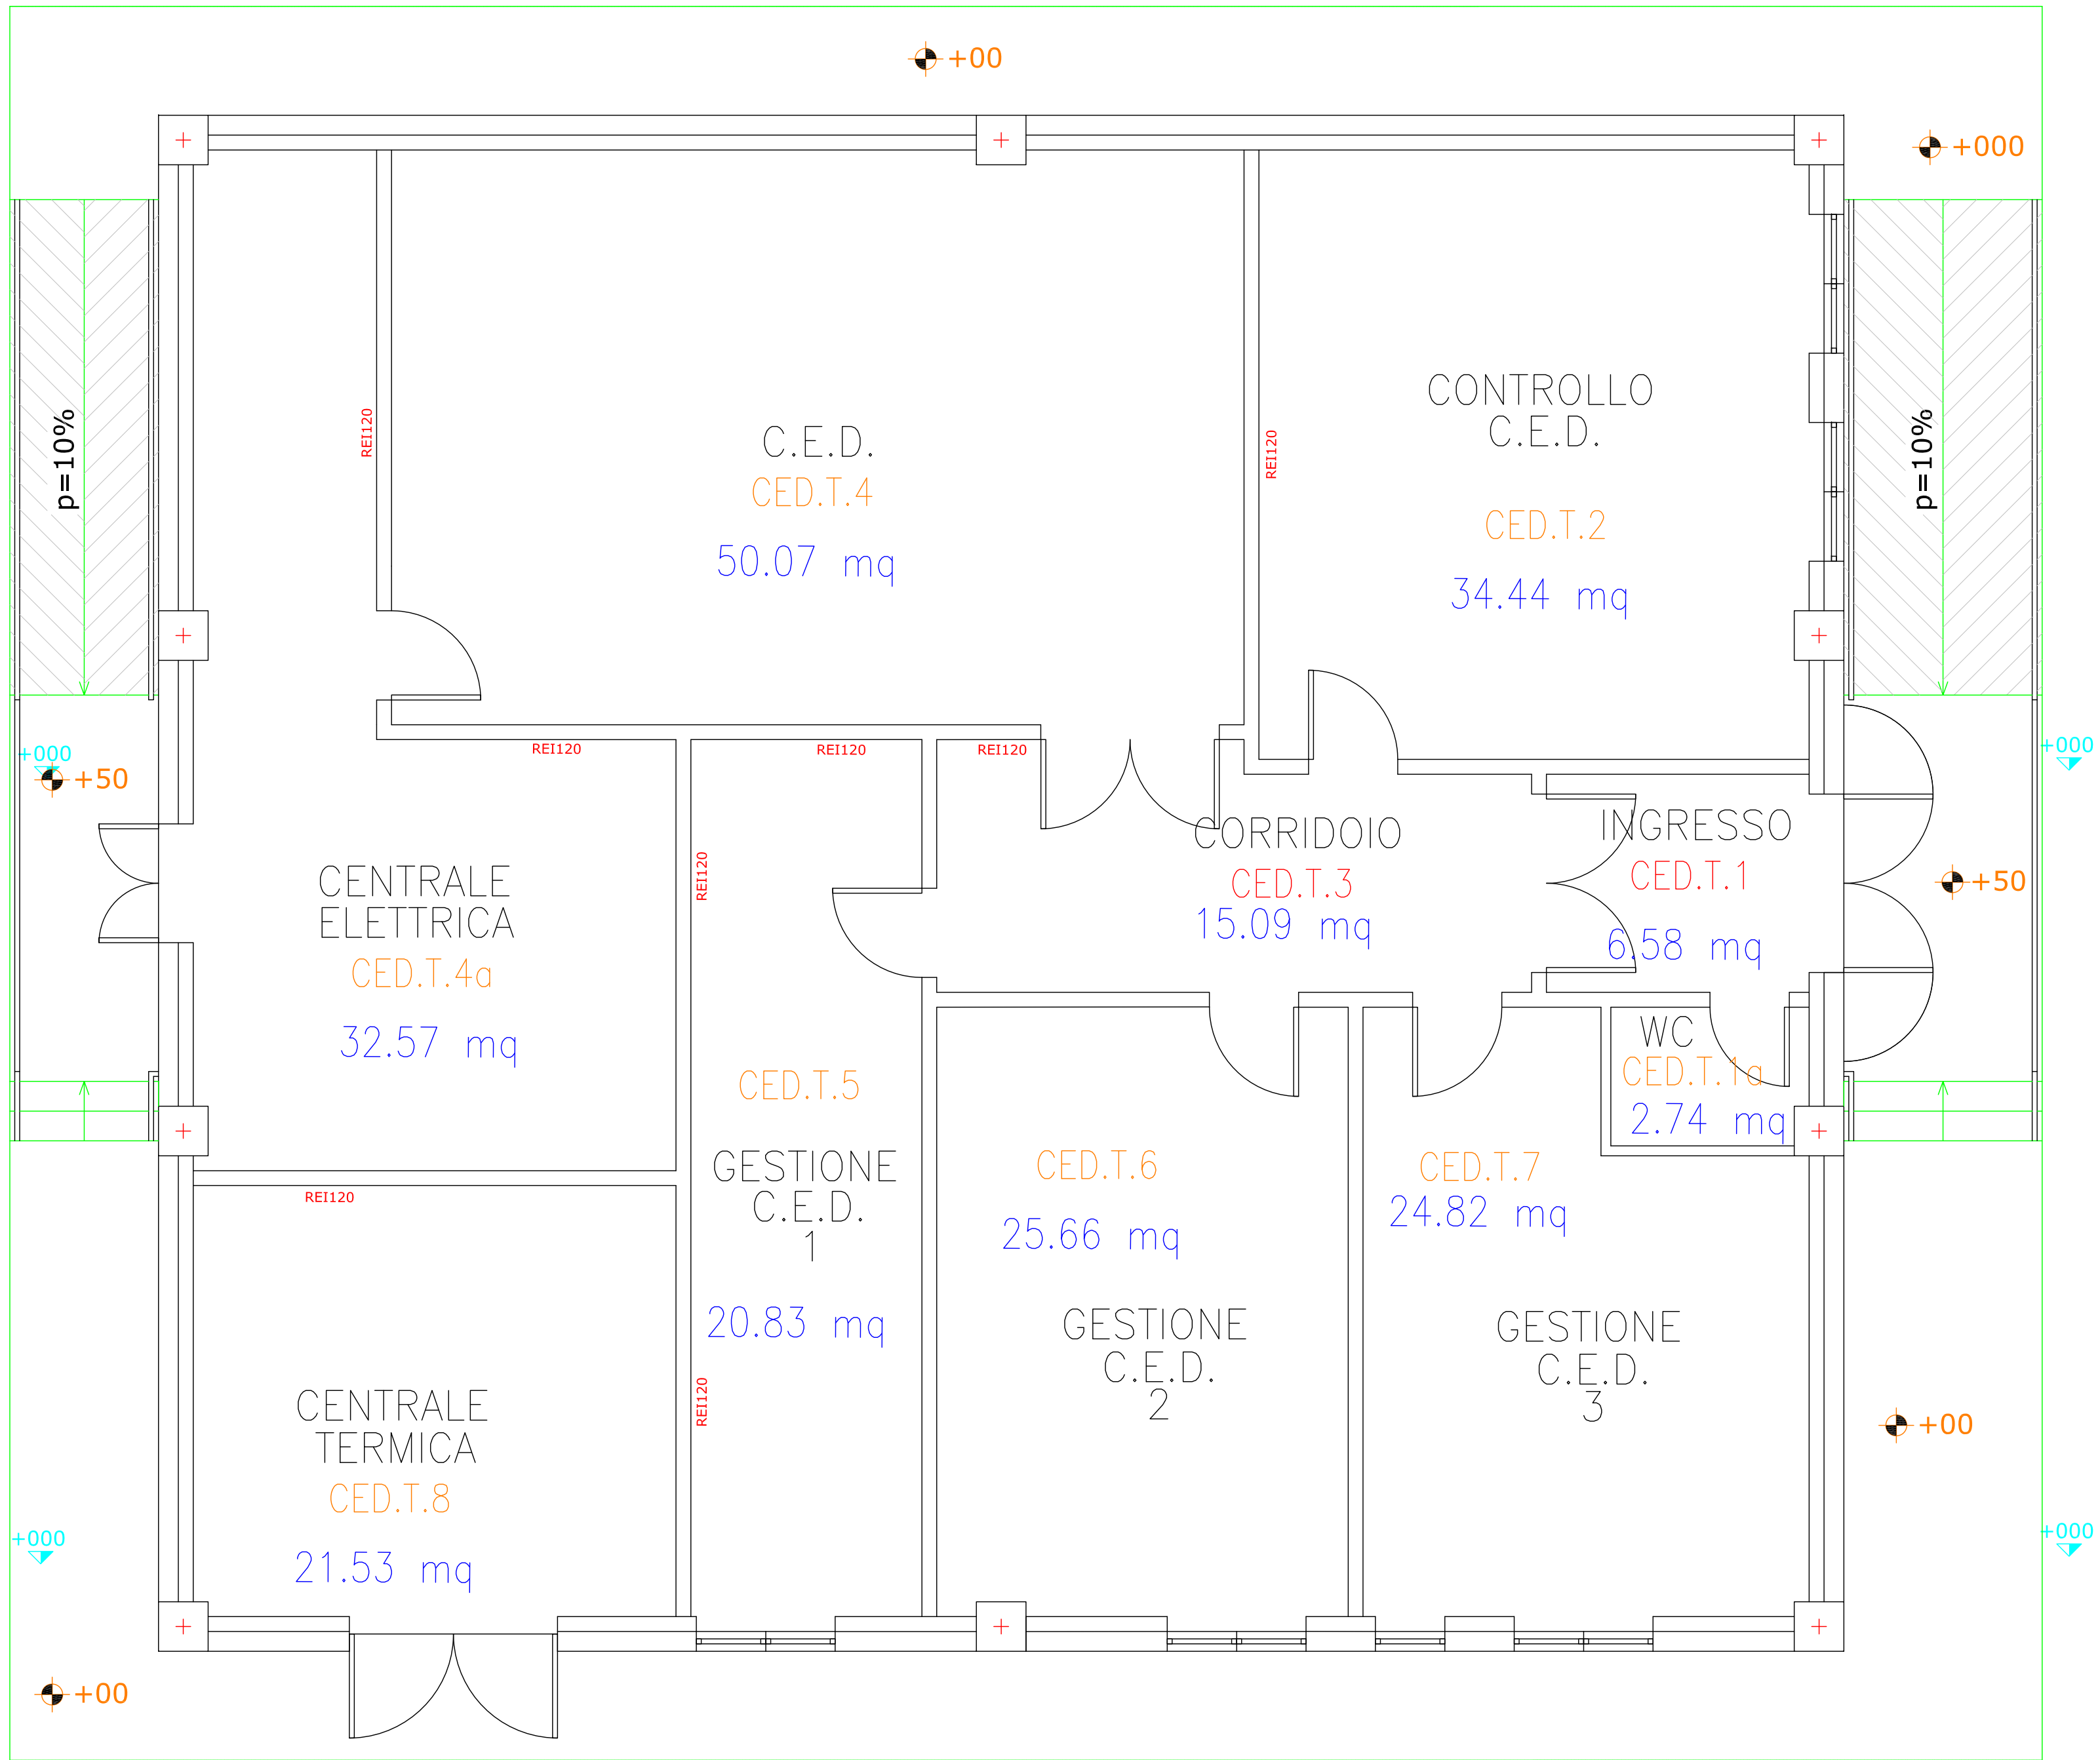 +00
+000
p=10%
REI120
C.E.D.
CED.T.4
50.07 mq
REI120
CONTROLLO
C.E.D.
CED.T.2
34.44 mq
p=10%
+000
+50
REI120
REI120
REI120
+000
CENTRALE
ELETTRICA
CED.T.4a
32.57 mq
REI120
CORRIDOIO
CED.T.3
15.09 mq
INGRESSO
CED.T.1
6.58 mq
+50
WC
CED.T.1a
2.74 mq
CED.T.5
GESTIONE
C.E.D.
1
20.83 mq
CED.T.6
25.66 mq
GESTIONE
C.E.D.
2
CED.T.7
24.82 mq
GESTIONE
C.E.D.
3
REI120
REI120
CENTRALE
TERMICA
CED.T.8
21.53 mq
+00
+000
+000
+00